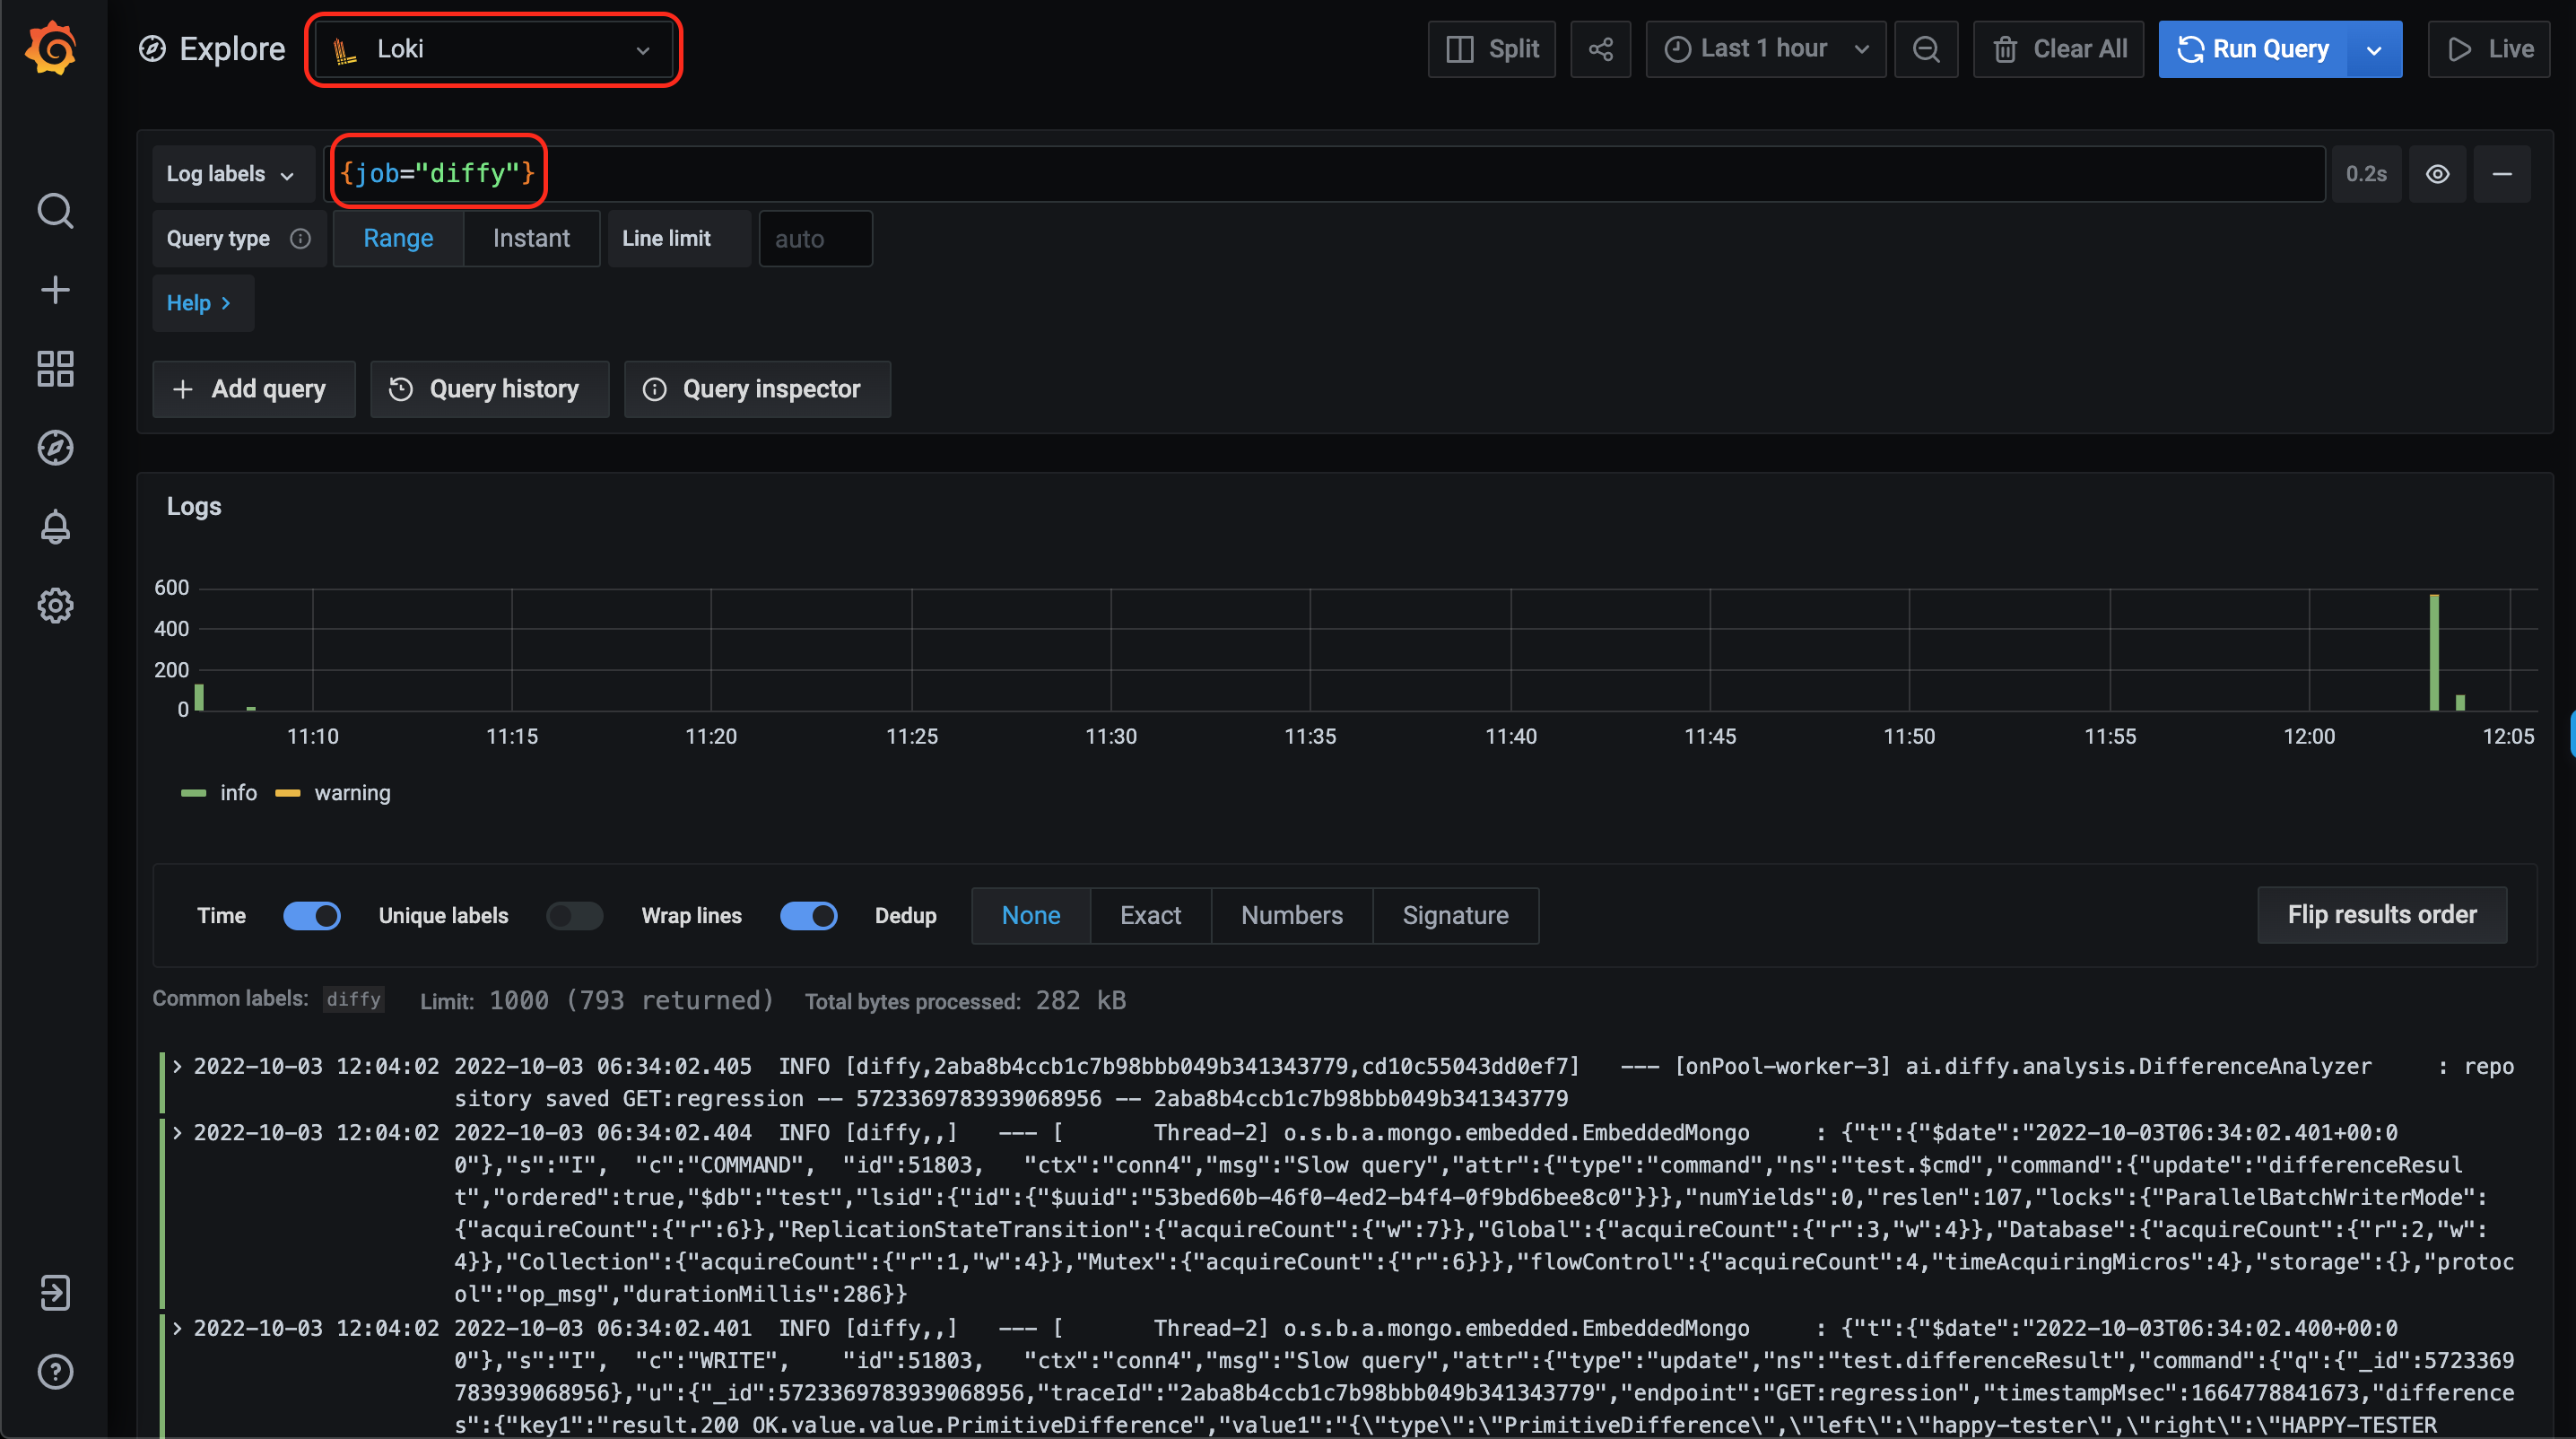 Explore Loki Split Last 1 hour Clear All Run Query Live
Log labels {job="diffy"} 0.2s
Query type Range Instant Line limit auto
Help
Add query Query history Query inspector
Logs
600
400
200
0
11:10 11:15 11:20 11:25 11:30 11:35 11:40 11:45 11:50 11:55 12:00 12:05
info warning
Time Unique labels Wrap lines Dedup None Exact Numbers Signature Flip results order
Common labels: diffy Limit: 1000 (793 returned) Total bytes processed: 282 kB
2022-10-03 12:04:02 2022-10-03 06:34:02.405  INFO [diffy,2aba8b4ccb1c7b98bbb049b341343779,cd10c55043dd0ef7]   --- [onPool-worker-3] ai.diffy.analysis.DifferenceAnalyzer     : repo
sitory saved GET:regression -- 5723369783939068956 -- 2aba8b4ccb1c7b98bbb049b341343779
2022-10-03 12:04:02 2022-10-03 06:34:02.404  INFO [diffy,,]   --- [       Thread-2] o.s.b.a.mongo.embedded.EmbeddedMongo     : {"t":{"$date":"2022-10-03T06:34:02.401+00:0
0"},"s":"I",  "c":"COMMAND",  "id":51803,   "ctx":"conn4","msg":"Slow query","attr":{"type":"command","ns":"test.$cmd","command":{"update":"differenceResul
t","ordered":true,"$db":"test","lsid":{"id":{"$uuid":"53bed60b-46f0-4ed2-b4f4-0f9bd6bee8c0"}}},"numYields":0,"reslen":107,"locks":{"ParallelBatchWriterMode":
{"acquireCount":{"r":6}},"ReplicationStateTransition":{"acquireCount":{"w":7}},"Global":{"acquireCount":{"r":3,"w":4}},"Database":{"acquireCount":{"r":2,"w":
4}},"Collection":{"acquireCount":{"r":1,"w":4}},"Mutex":{"acquireCount":{"r":6}}},"flowControl":{"acquireCount":4,"timeAcquiringMicros":4},"storage":{},"protoc
ol":"op_msg","durationMillis":286}}
2022-10-03 12:04:02 2022-10-03 06:34:02.401  INFO [diffy,,]   --- [       Thread-2] o.s.b.a.mongo.embedded.EmbeddedMongo     : {"t":{"$date":"2022-10-03T06:34:02.400+00:0
0"},"s":"I",  "c":"WRITE",    "id":51803,   "ctx":"conn4","msg":"Slow query","attr":{"type":"update","ns":"test.differenceResult","command":{"q":{"_id":5723369
783939068956},"u":{"_id":5723369783939068956,"traceId":"2aba8b4ccb1c7b98bbb049b341343779","endpoint":"GET:regression","timestampMsec":1664778841673,"difference
s":{"key1":"result.200 OK.value.value.PrimitiveDifference","value1":"{\"type\":\"PrimitiveDifference\",\"left\":\"happy-tester\",\"right\":\"HAPPY-TESTER